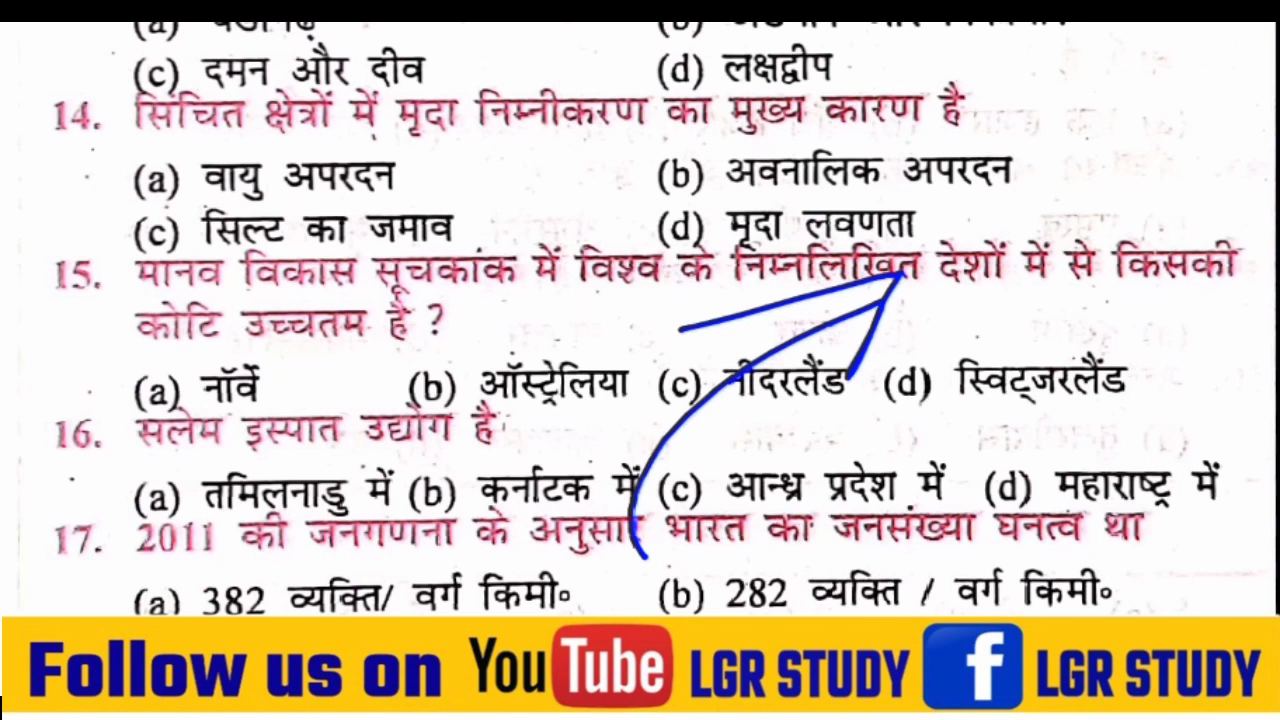 (c) दमन और दीव (d) लक्षद्वीप
14. सिंचित क्षेत्रों में मृदा निम्नीकरण का मुख्य कारण है
(a) वायु अपरदन (b) अवनालिक अपरदन
(c) सिल्ट का जमाव (d) मृदा लवणता
15. मानव विकास सूचकांक में विश्व के निम्नलिखित देशों में से किसकी
कोटि उच्चतम है ?
(a) नॉर्वे (b) ऑस्ट्रेलिया (c) नीदरलैंड (d) स्विट्जरलैंड
16. सलेम इस्पात उद्योग है
(a) तमिलनाडु में (b) कर्नाटक में (c) आन्ध्र प्रदेश में (d) महाराष्ट्र में
17. 2011 की जनगणना के अनुसार भारत का जनसंख्या घनत्व था
(a) 382 व्यक्ति/ वर्ग किमी॰ (b) 282 व्यक्ति / वर्ग किमी॰
Follow us on YouTube LGR STUDY f LGR STUDY